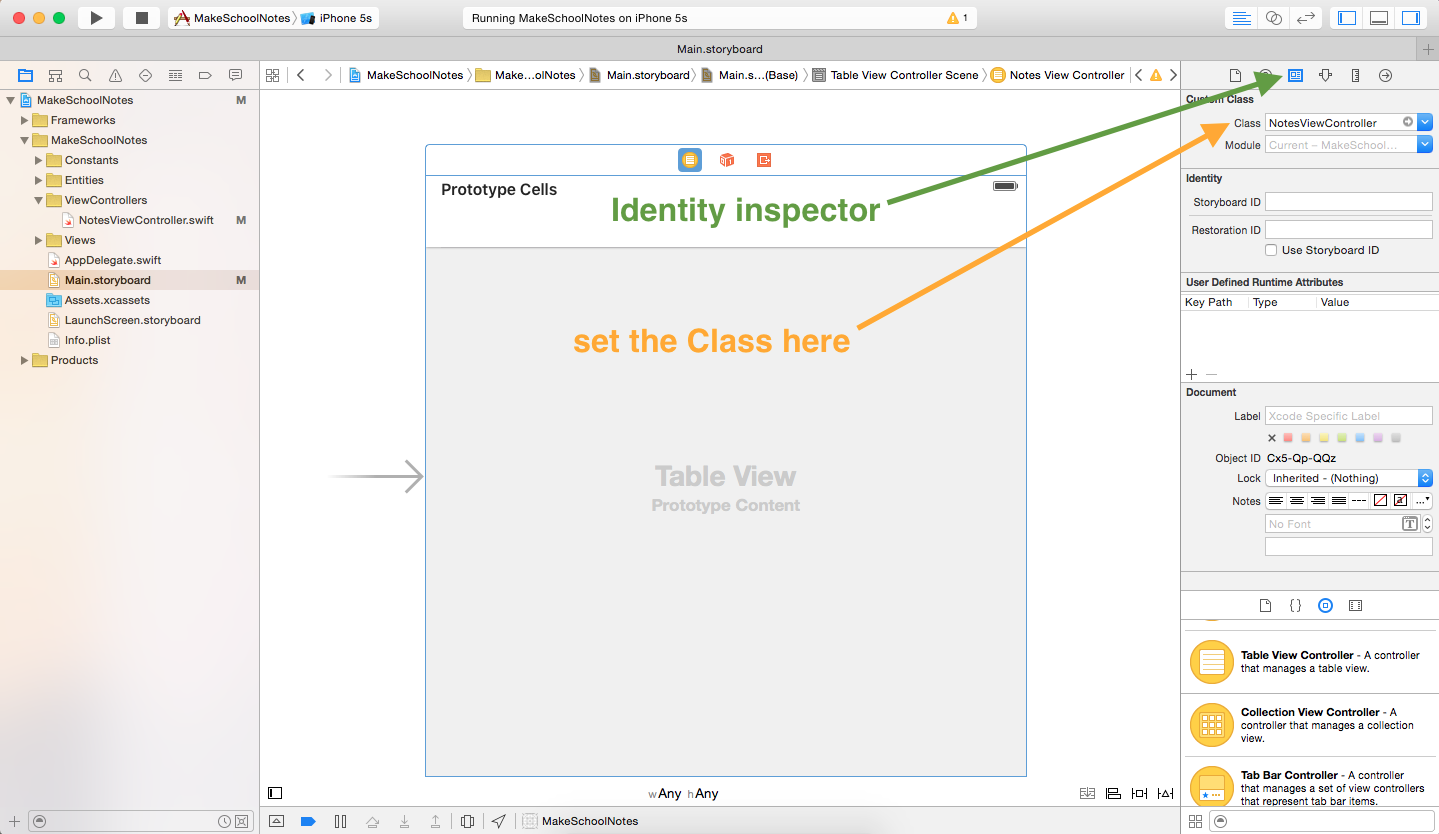 MakeSchoolNotes iPhone 5s
Running MakeSchoolNotes on iPhone 5s
1
Main.storyboard
MakeSchoolNotes
Make...olNotes
Main.storyboard
Main.s...(Base)
Table View Controller Scene
Notes View Controller
MakeSchoolNotes M
Frameworks
MakeSchoolNotes
Constants
Entities
ViewControllers
NotesViewController.swift M
Views
AppDelegate.swift
Main.storyboard M
Assets.xcassets
LaunchScreen.storyboard
Info.plist
Products
Prototype Cells
Identity inspector
set the Class here
Table View
Prototype Content
wAny hAny
MakeSchoolNotes
Custom Class
Class NotesViewController
Module Current – MakeSchool...
Identity
Storyboard ID
Restoration ID
Use Storyboard ID
User Defined Runtime Attributes
Key Path Type Value
Document
Label Xcode Specific Label
Object ID Cx5-Qp-QQz
Lock Inherited - (Nothing)
Notes
No Font
Table View Controller - A controller
that manages a table view.
Collection View Controller - A
controller that manages a collection
view.
Tab Bar Controller - A controller
that manages a set of view controllers
that represent tab bar items.